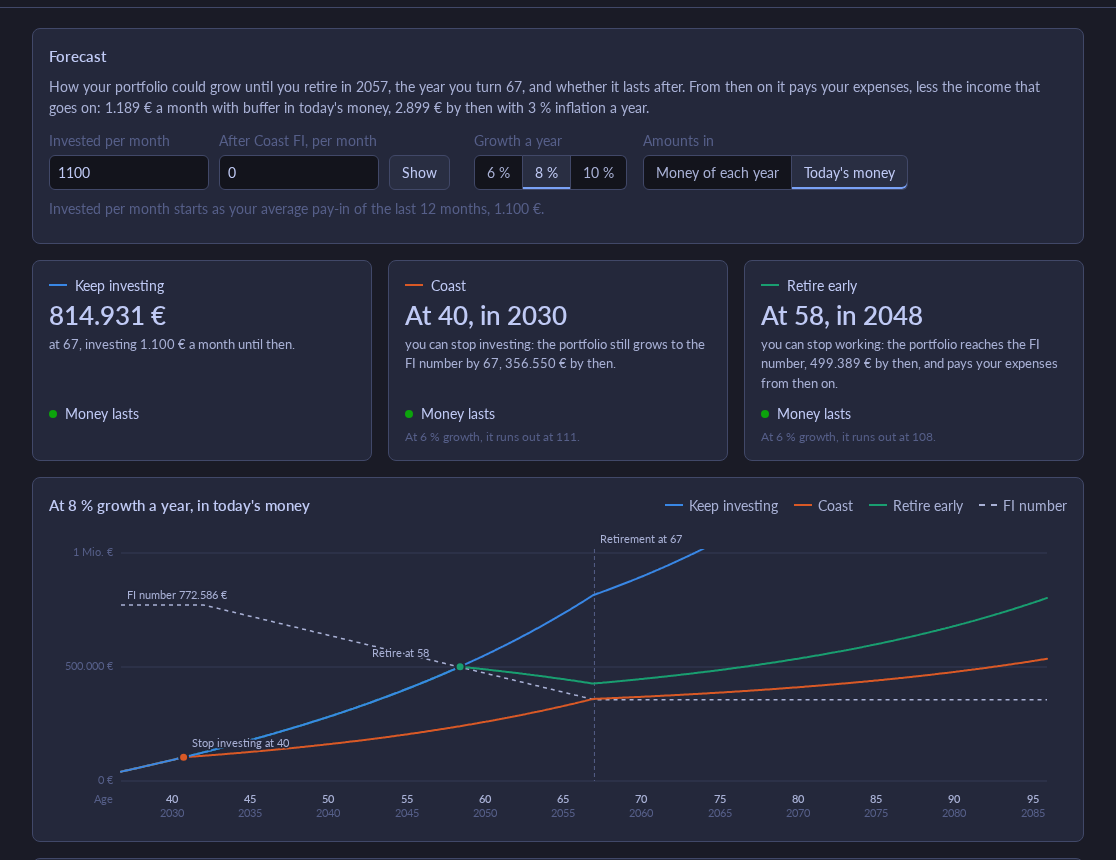 Forecast
How your portfolio could grow until you retire in 2057, the year you turn 67, and whether it lasts after. From then on it pays your expenses, less the income that
goes on: 1.189 € a month with buffer in today's money, 2.899 € by then with 3 % inflation a year.
Invested per month
After Coast FI, per month
Growth a year
Amounts in
1100
0
Show
6 %
8 %
10 %
Money of each year
Today's money
Invested per month starts as your average pay-in of the last 12 months, 1.100 €.
Keep investing
814.931 €
at 67, investing 1.100 € a month until then.
Money lasts
Coast
At 40, in 2030
you can stop investing: the portfolio still grows to the
FI number by 67, 356.550 € by then.
Money lasts
At 6 % growth, it runs out at 111.
Retire early
At 58, in 2048
you can stop working: the portfolio reaches the FI
number, 499.389 € by then, and pays your expenses
from then on.
Money lasts
At 6 % growth, it runs out at 108.
At 8 % growth a year, in today's money
Keep investing
Coast
Retire early
FI number
Retirement at 67
1 Mio. €
FI number 772.586 €
Retire at 58
500.000 €
Stop investing at 40
0 €
Age
40 45 50 55 60 65 70 75 80 85 90 95
2030 2035 2040 2045 2050 2055 2060 2065 2070 2075 2080 2085